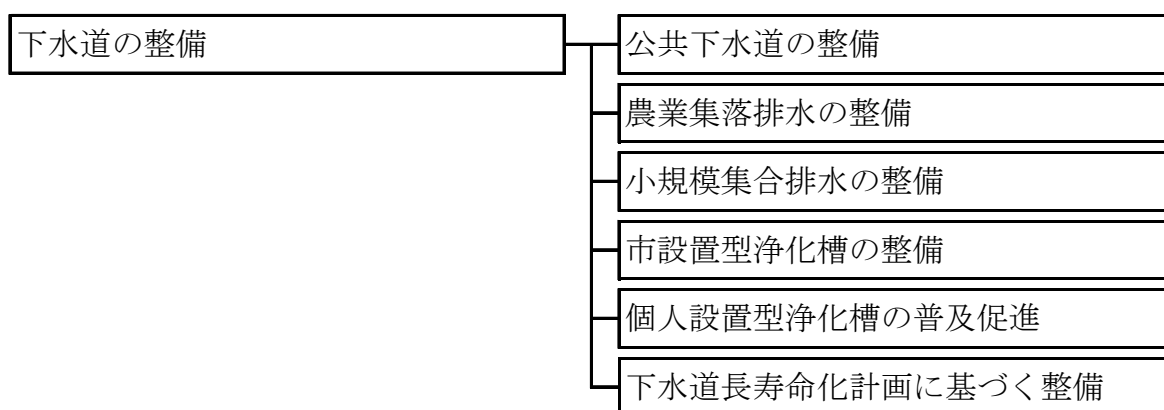 下水道の整備
公共下水道の整備
農業集落排水の整備
小規模集合排水の整備
市設置型浄化槽の整備
個人設置型浄化槽の普及促進
下水道長寿命化計画に基づく整備